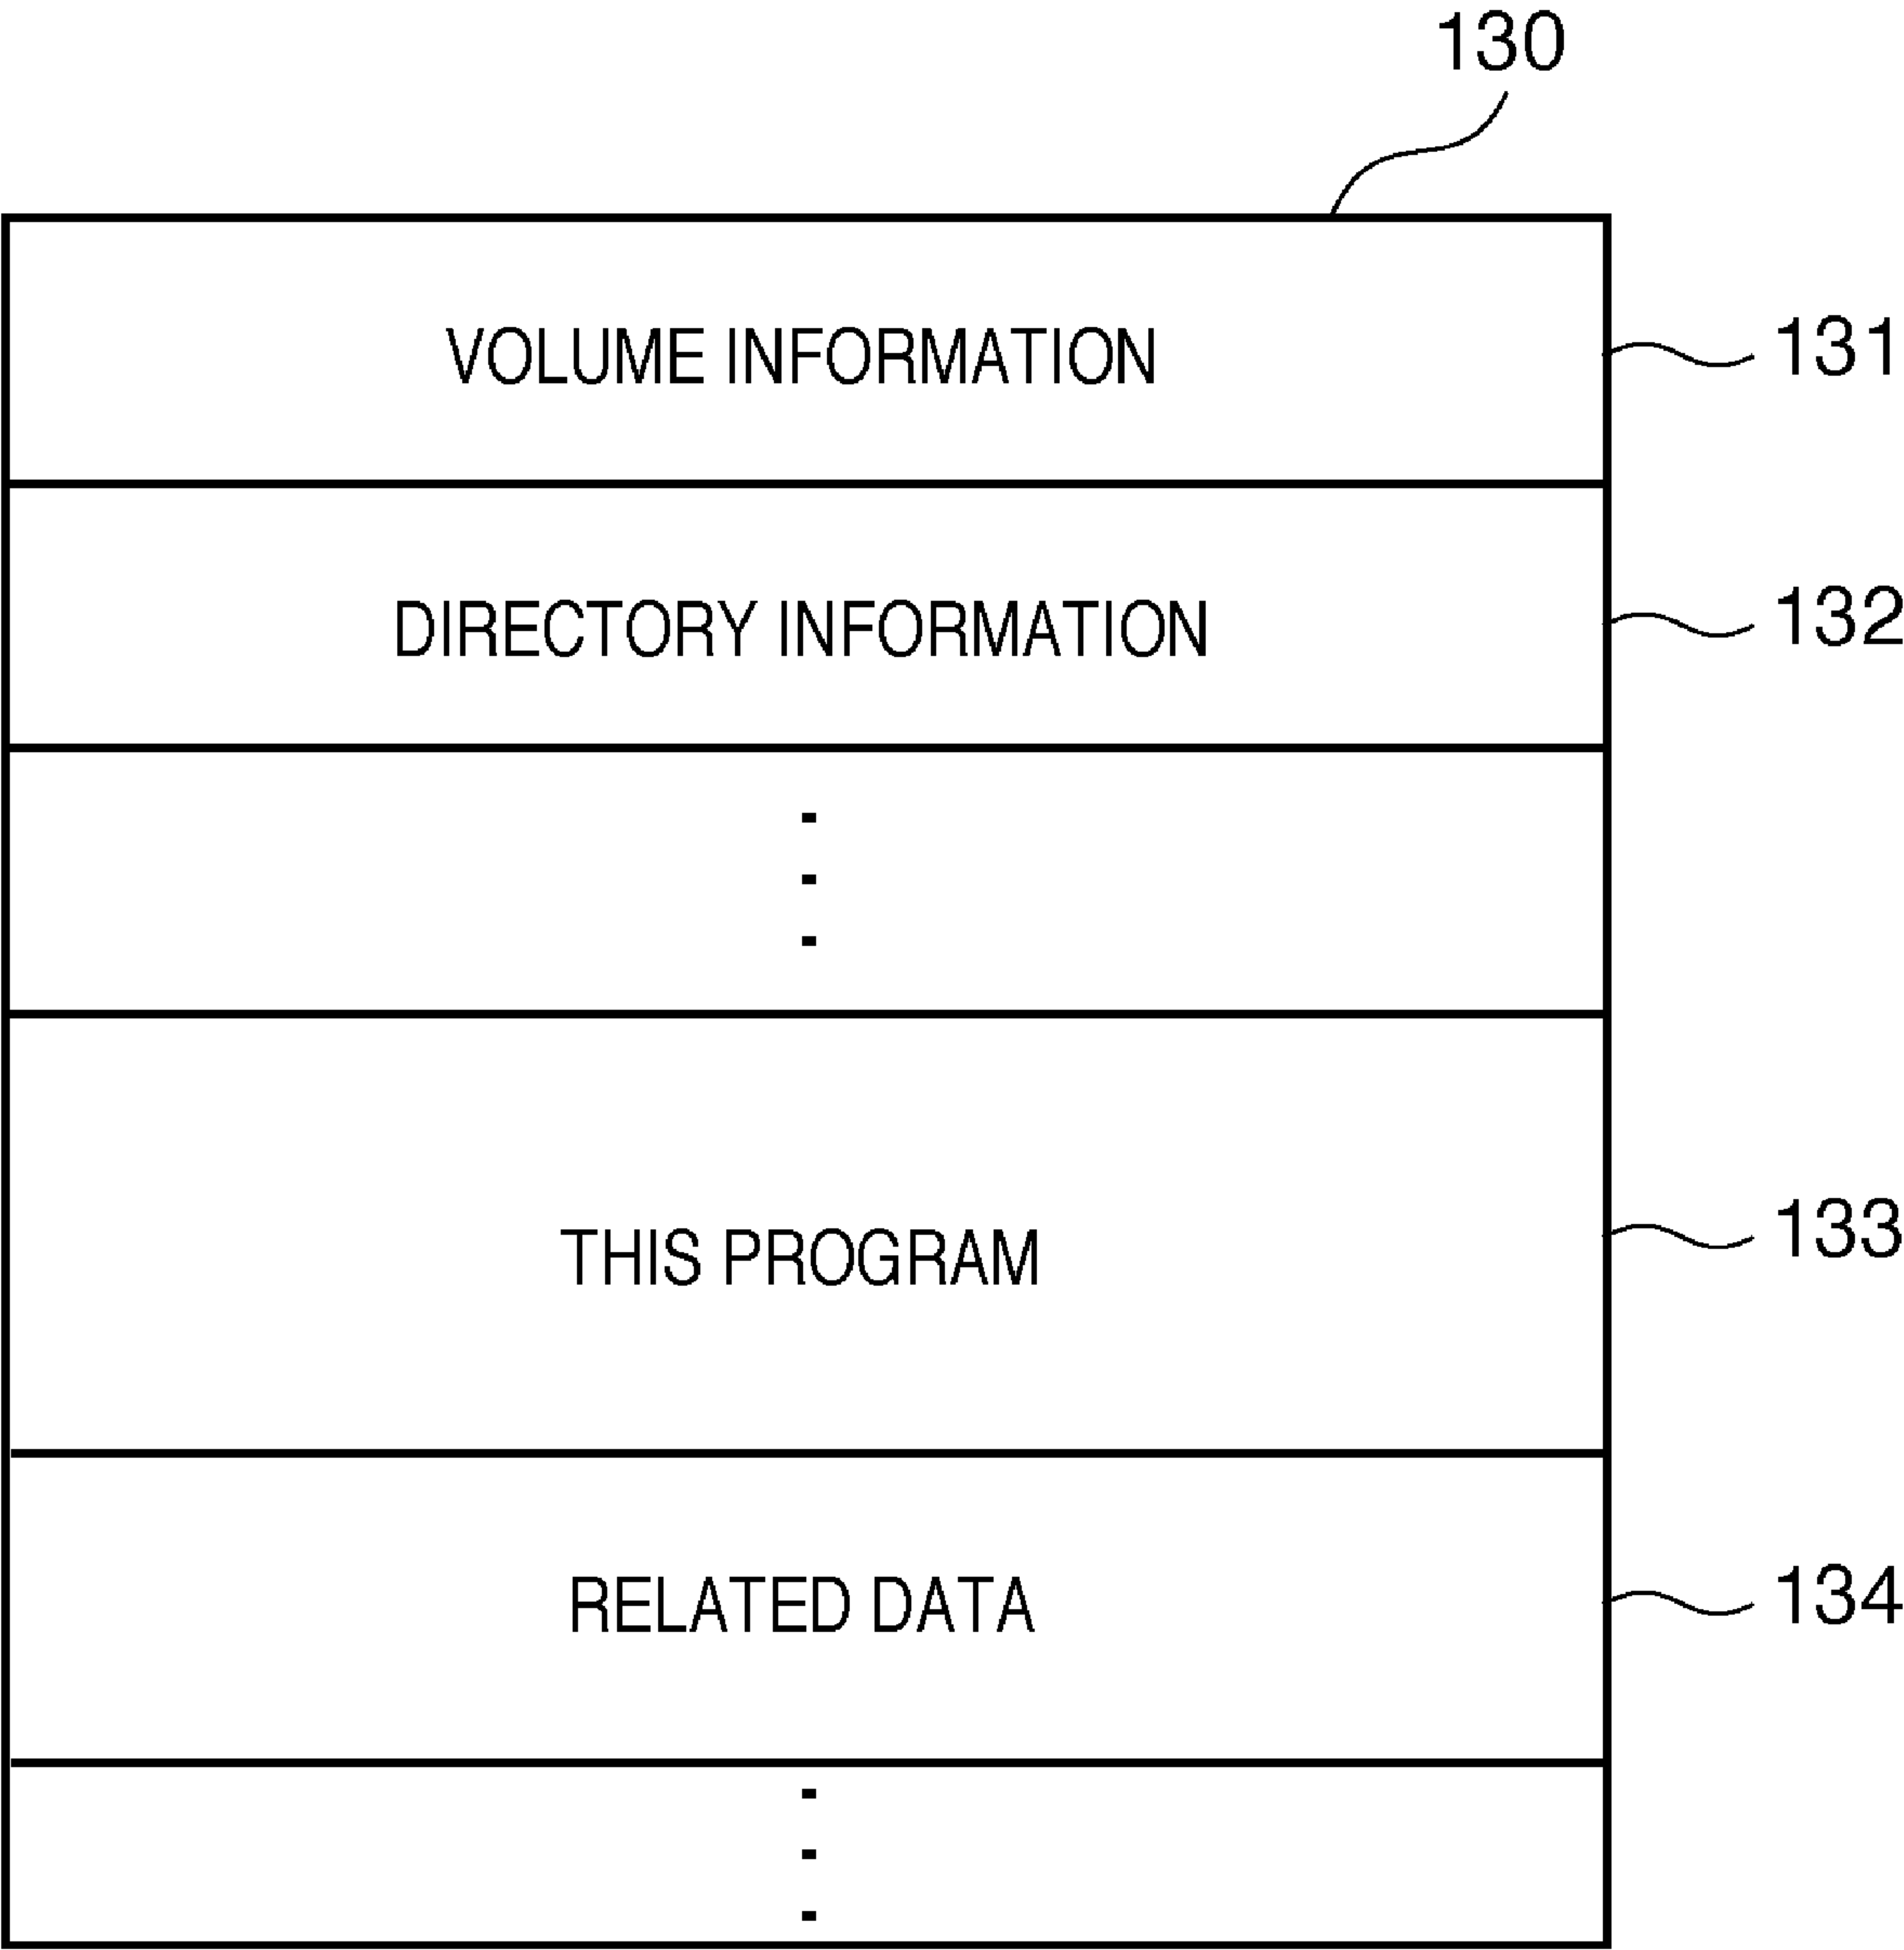 130
VOLUME INFORMATION 131
DIRECTORY INFORMATION 132
THIS PROGRAM 133
RELATED DATA 134